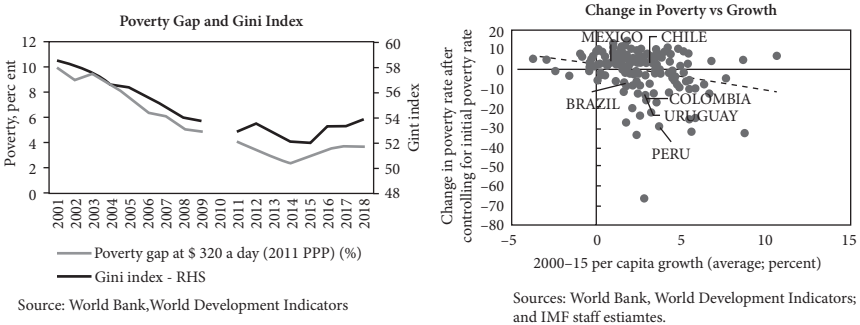 Poverty Gap and Gini Index
12
10
8
6
4
2
0
Poverty, perc ent
60
58
56
54
52
50
48
Gint index
2001
2002
2003
2004
2005
2006
2007
2008
2009
2010
2011
2012
2013
2014
2015
2016
2017
2018
Poverty gap at $ 320 a day (2011 PPP) (%)
Gini index - RHS
Source: World Bank,World Development Indicators
Change in Poverty vs Growth
20
10
0
−10
−20
−30
−40
−50
−60
−70
−80
Change in poverty rate after
controlling for initial poverty rate
MEXICO
CHILE
BRAZIL
COLOMBIA
URUGUAY
PERU
−5
0
5
10
15
2000–15 per capita growth (average; percent)
Sources: World Bank, World Development Indicators;
and IMF staff estiamtes.